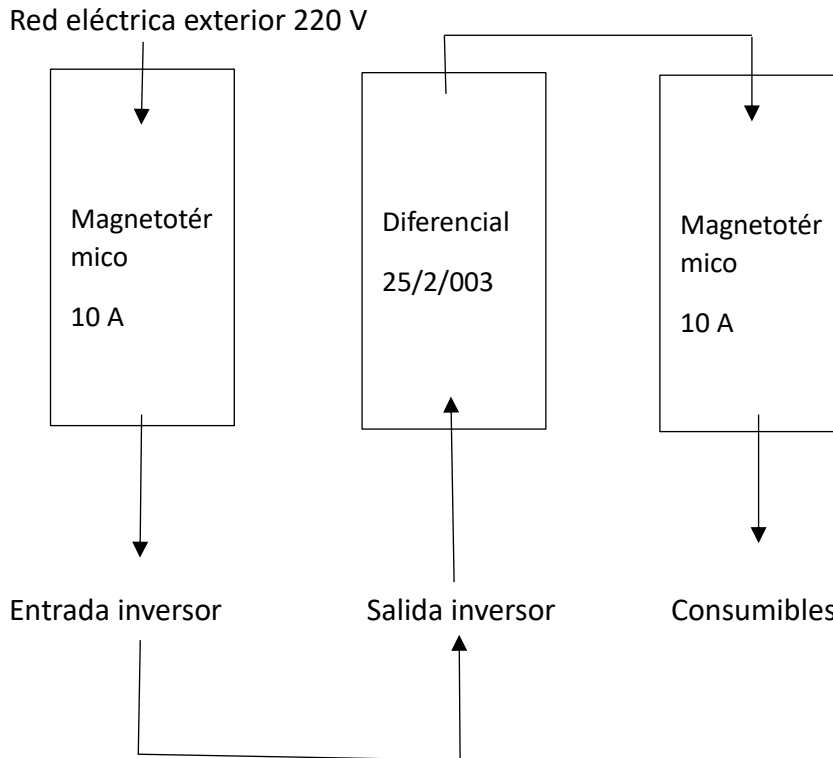 Red eléctrica exterior 220 V
Magnetotér
mico
10 A
Diferencial
25/2/003
Magnetotér
mico
10 A
Entrada inversor
Salida inversor
Consumibles